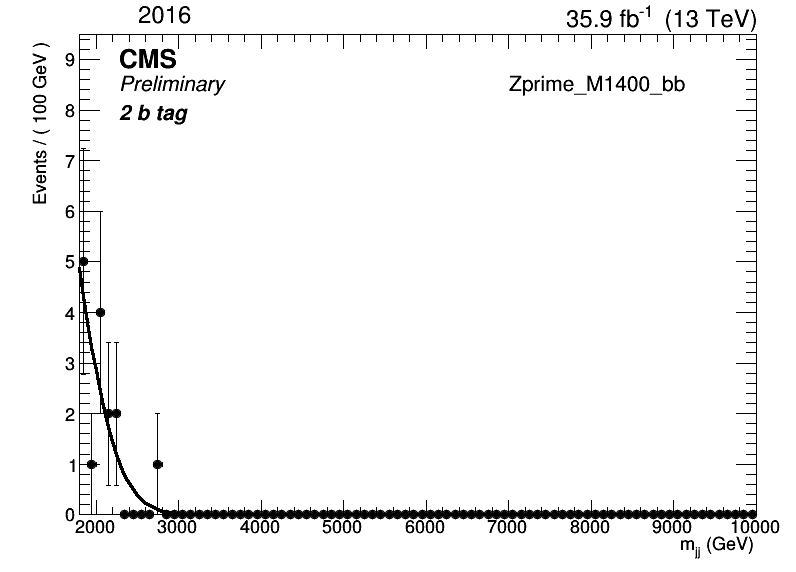 2016
35.9 fb⁻¹ (13 TeV)
CMS
Preliminary
2 b tag
Zprime_M1400_bb
Events / ( 100 GeV )
9
8
7
6
5
4
3
2
1
0
2000 3000 4000 5000 6000 7000 8000 9000 10000
m_jj (GeV)